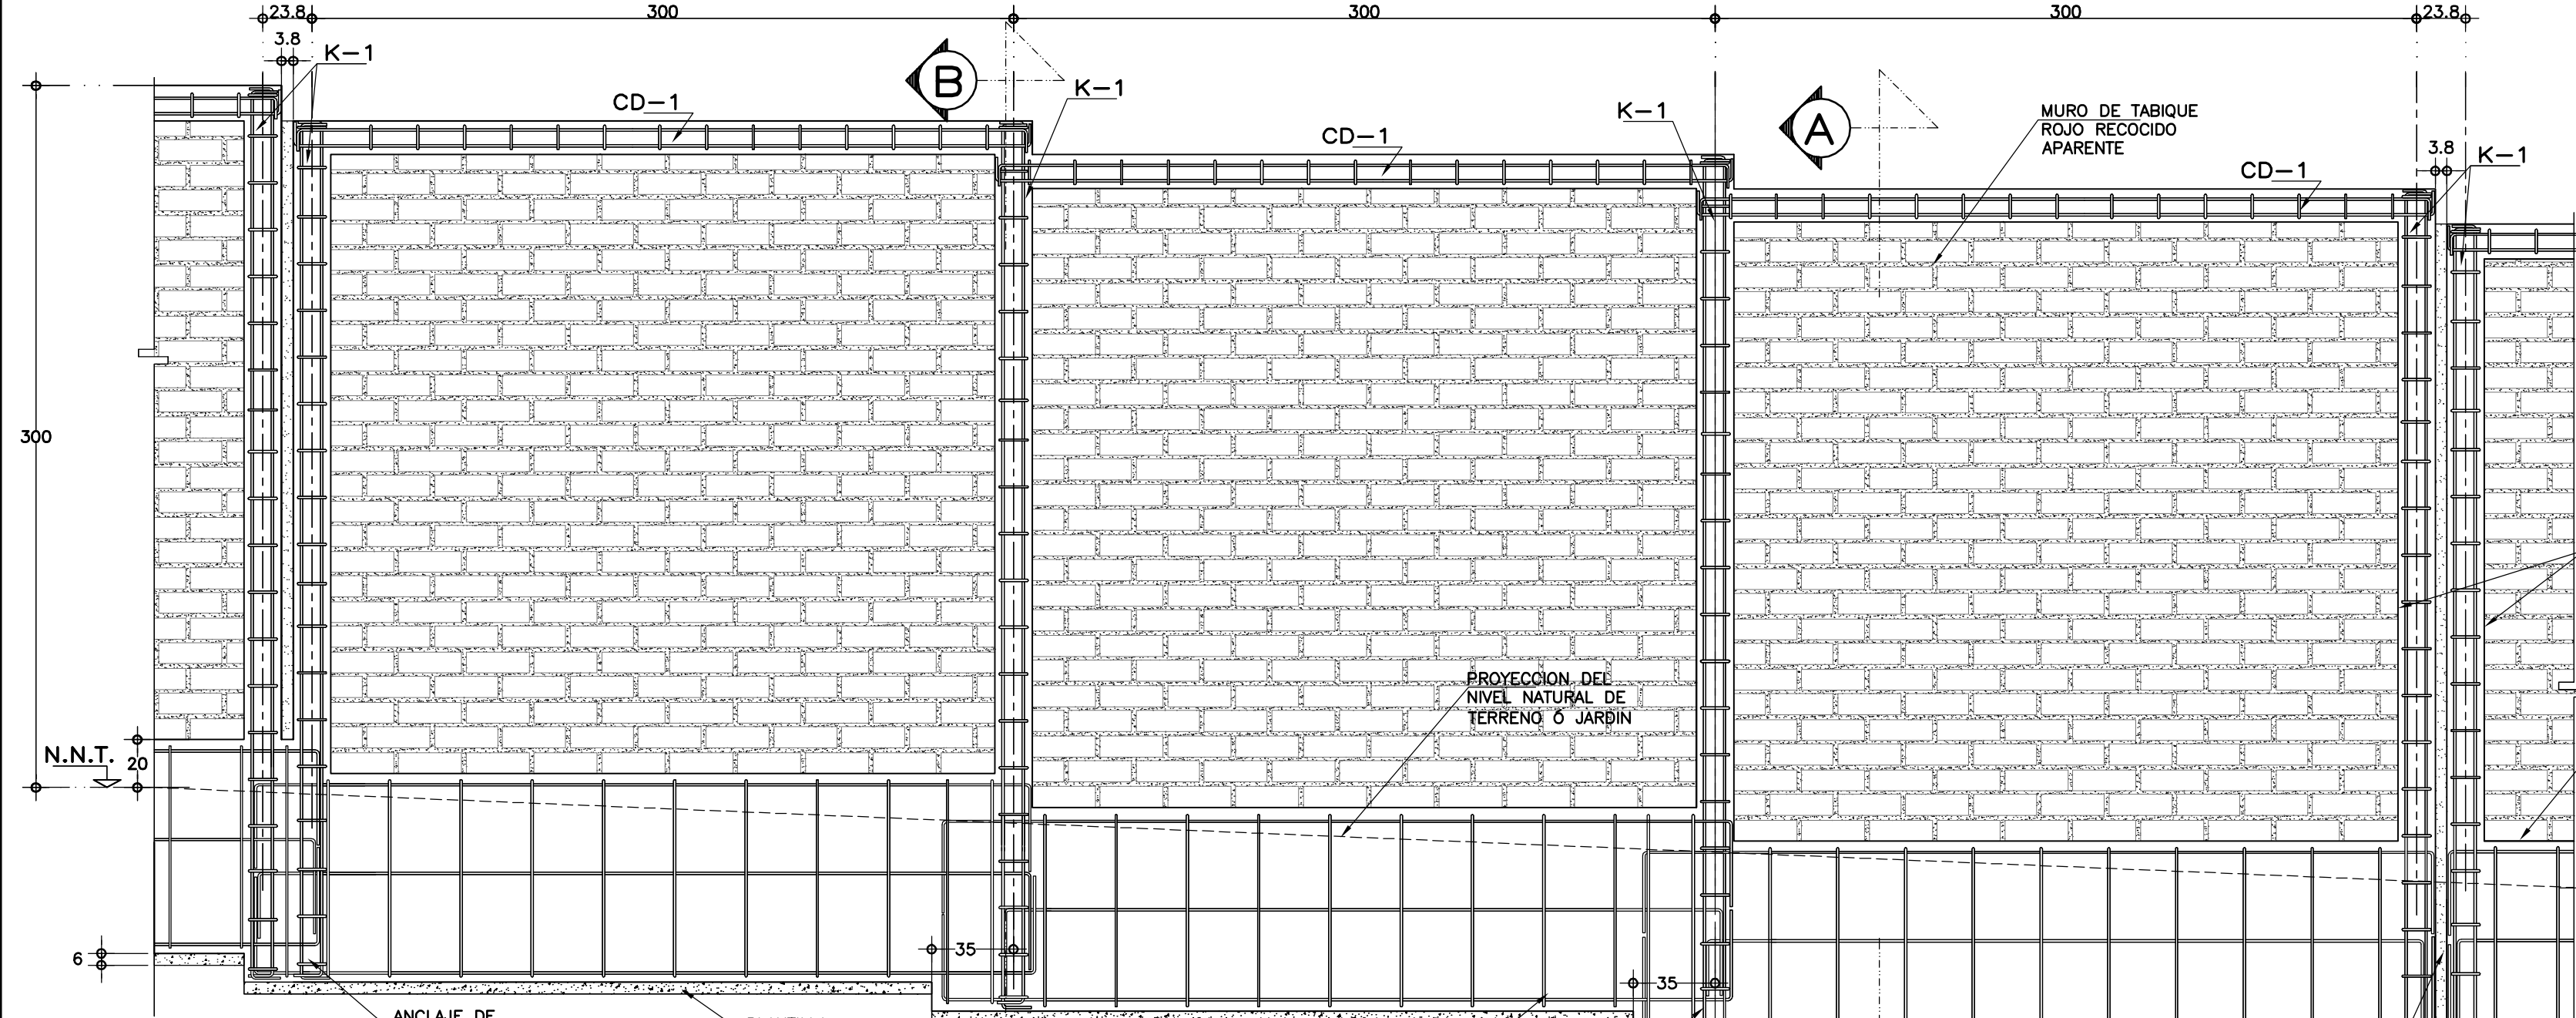 23.8
300
300
300
23.8
3.8
K-1
B
K-1
CD-1
K-1
A
MURO DE TABIQUE
ROJO RECOCIDO
APARENTE
CD-1
3.8
K-1
CD-1
300
PROYECCION DEL
NIVEL NATURAL DE
TERRENO Ó JARDIN
N.N.T.
20
35
6
35
ANCLAJE DE